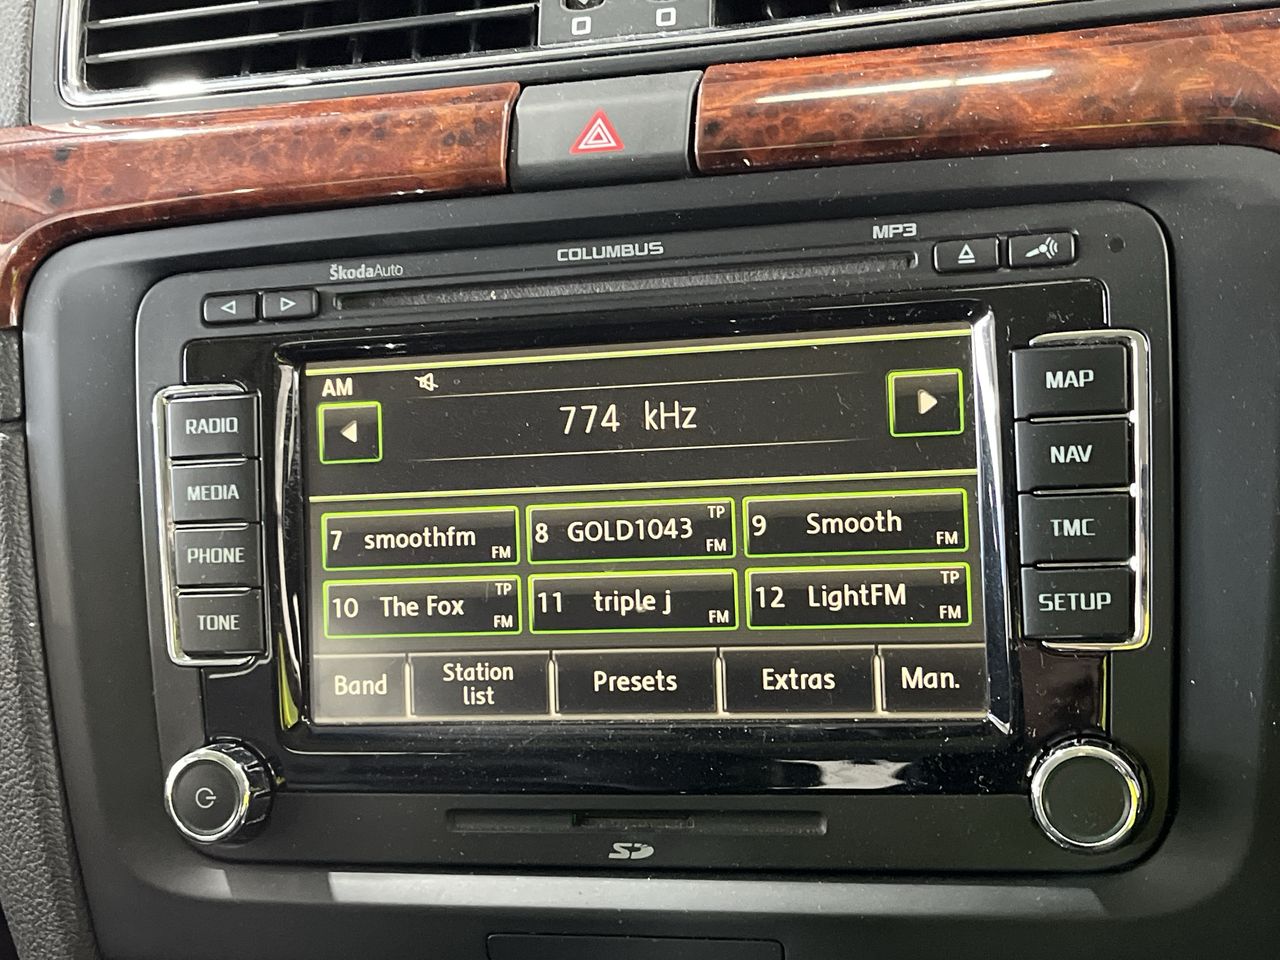 COLUMBUS
MP3
ŠkodaAuto
AM
774 kHz
RADIO
MEDIA
PHONE
TONE
MAP
NAV
TMC
SETUP
7 smoothfm FM
8 GOLD1043 TP FM
9 Smooth FM
10 The Fox TP FM
11 triple j FM
12 LightFM TP FM
Band
Station
list
Presets
Extras
Man.
SD